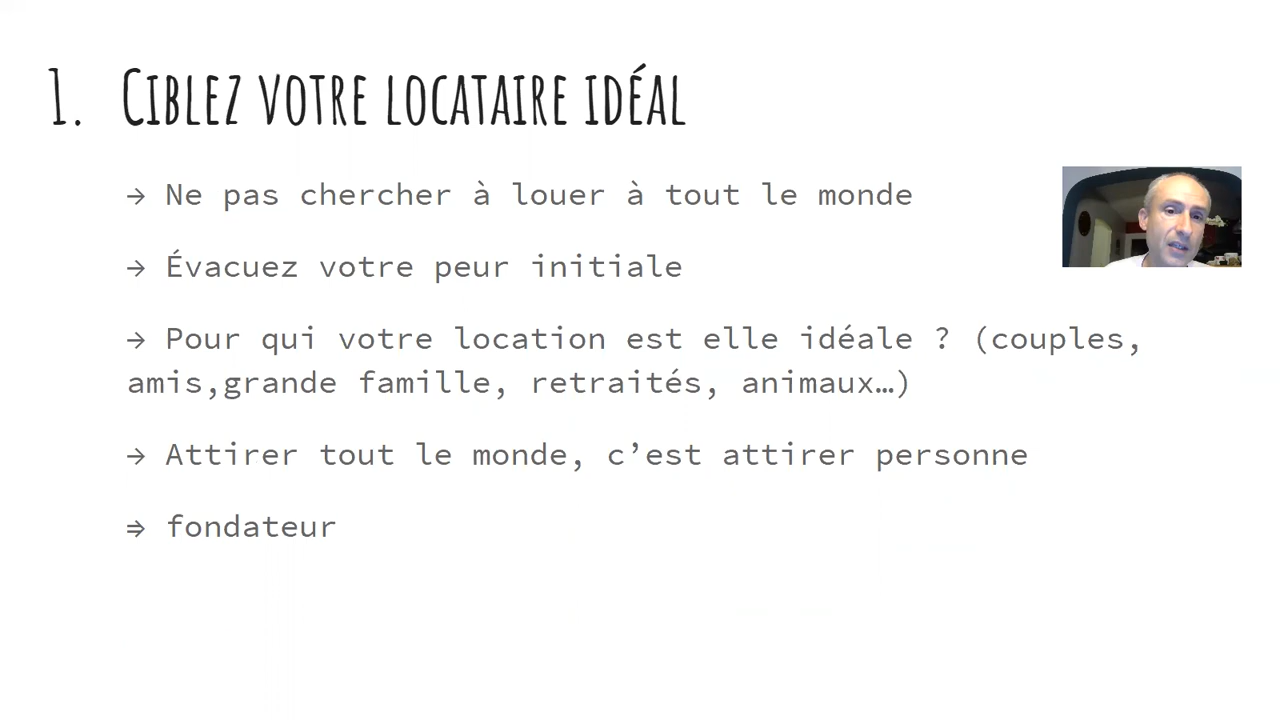 1. Ciblez votre locataire idéal
→ Ne pas chercher à louer à tout le monde
→ Évacuez votre peur initiale
→ Pour qui votre location est elle idéale ? (couples,
amis,grande famille, retraités, animaux…)
→ Attirer tout le monde, c’est attirer personne
⇒ fondateur